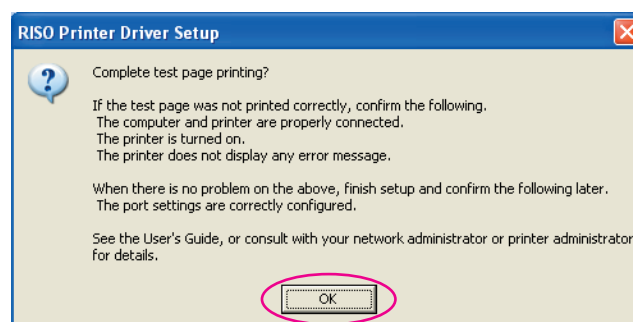 RISO Printer Driver Setup
Complete test page printing?
If the test page was not printed correctly, confirm the following.
The computer and printer are properly connected.
The printer is turned on.
The printer does not display any error message.
When there is no problem on the above, finish setup and confirm the following later.
The port settings are correctly configured.
See the User's Guide, or consult with your network administrator or printer administrator
for details.
OK